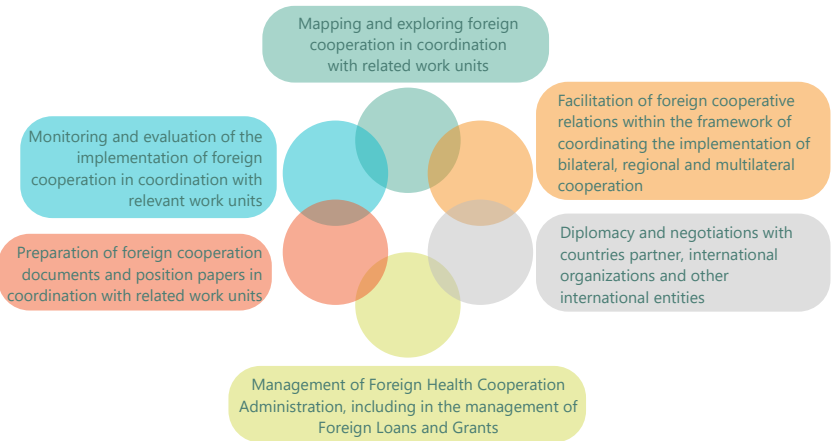 Mapping and exploring foreign
cooperation in coordination
with related work units
Facilitation of foreign cooperative
relations within the framework of
coordinating the implementation of
bilateral, regional and multilateral
cooperation
Diplomacy and negotiations with
countries partner, international
organizations and other
international entities
Management of Foreign Health Cooperation
Administration, including in the management of
Foreign Loans and Grants
Preparation of foreign cooperation
documents and position papers in
coordination with related work units
Monitoring and evaluation of the
implementation of foreign
cooperation in coordination with
relevant work units